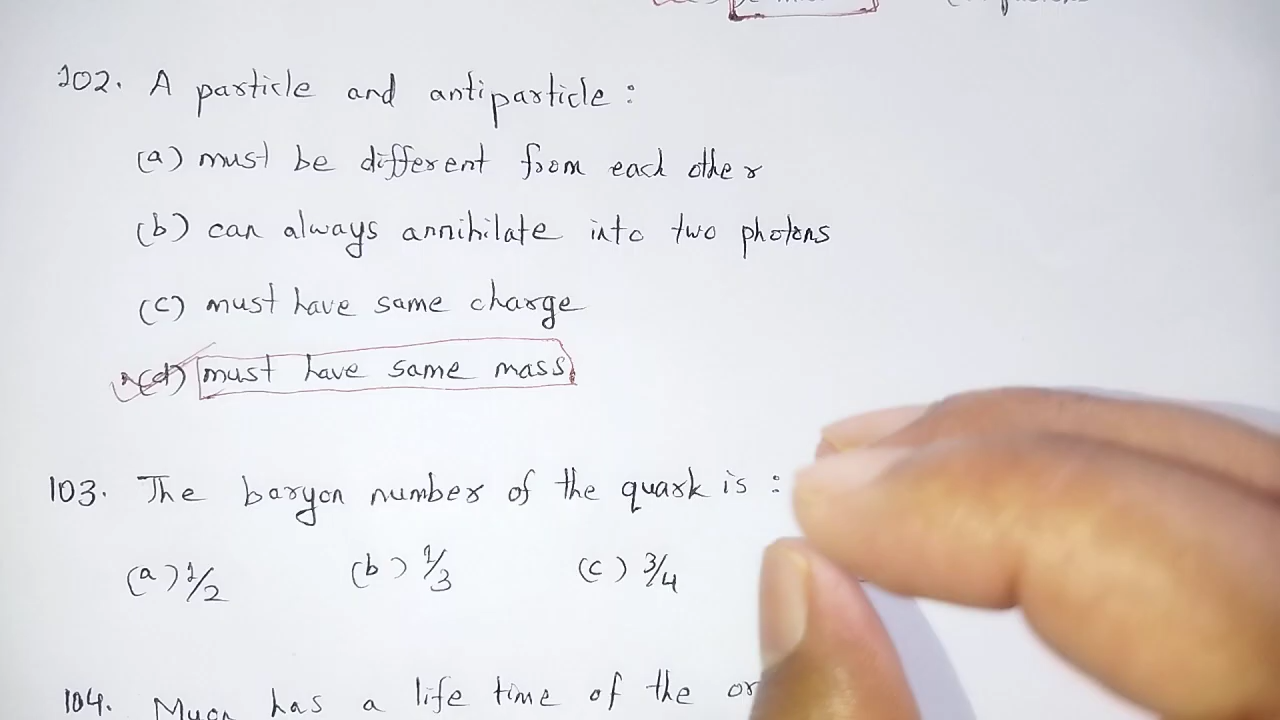 102. A particle and antiparticle :
(a) must be different from each other
(b) can always annihilate into two photons
(c) must have same charge
(d) must have same mass
103. The baryon number of the quark is :
(a) 1/2 (b) 1/3 (c) 3/4
104. Muon has a life time of the or